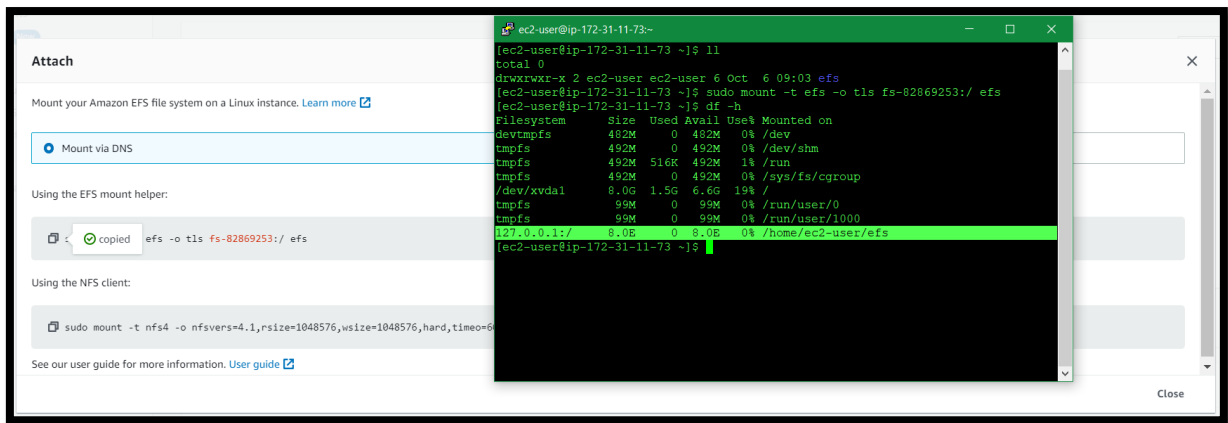 Attach
Mount your Amazon EFS file system on a Linux instance. Learn more
Mount via DNS
Using the EFS mount helper:
copied efs -o tls fs-82869253:/ efs
Using the NFS client:
sudo mount -t nfs4 -o nfsvers=4.1,rsize=1048576,wsize=1048576,hard,timeo=6
See our user guide for more information. User guide
Close
ec2-user@ip-172-31-11-73:~
[ec2-user@ip-172-31-11-73 ~]$ ll
total 0
drwxrwxr-x 2 ec2-user ec2-user 6 Oct  6 09:03 efs
[ec2-user@ip-172-31-11-73 ~]$ sudo mount -t efs -o tls fs-82869253:/ efs
[ec2-user@ip-172-31-11-73 ~]$ df -h
Filesystem      Size  Used Avail Use% Mounted on
devtmpfs        482M     0  482M   0% /dev
tmpfs           492M     0  492M   0% /dev/shm
tmpfs           492M  516K  492M   1% /run
tmpfs           492M     0  492M   0% /sys/fs/cgroup
/dev/xvda1      8.0G  1.5G  6.6G  19% /
tmpfs            99M     0   99M   0% /run/user/0
tmpfs            99M     0   99M   0% /run/user/1000
127.0.0.1:/     8.0E     0  8.0E   0% /home/ec2-user/efs
[ec2-user@ip-172-31-11-73 ~]$